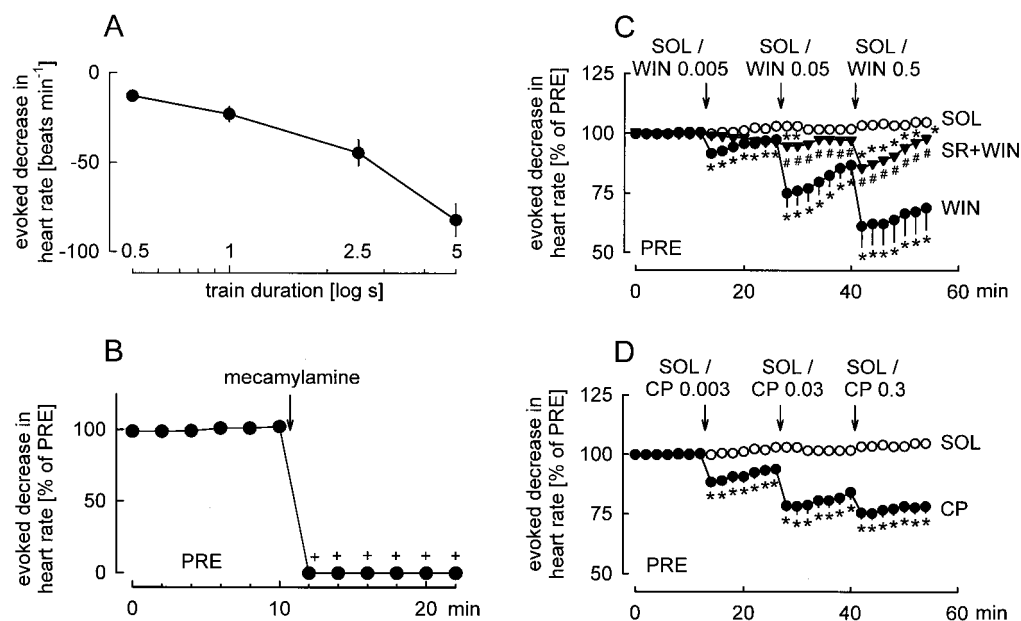 A
evoked decrease in
heart rate [beats min⁻¹]
0
-50
-100
0.5 1 2.5 5
train duration [log s]
B
mecamylamine
evoked decrease in
heart rate [% of PRE]
100
50
0
PRE
+ + + + + +
0 10 20 min
C
SOL / SOL / SOL /
WIN 0.005 WIN 0.05 WIN 0.5
evoked decrease in
heart rate [% of PRE]
125
100
75
50
SOL
SR+WIN
WIN
PRE
0 20 40 60 min
D
SOL / SOL / SOL /
CP 0.003 CP 0.03 CP 0.3
evoked decrease in
heart rate [% of PRE]
125
100
75
50
SOL
CP
PRE
0 20 40 60 min